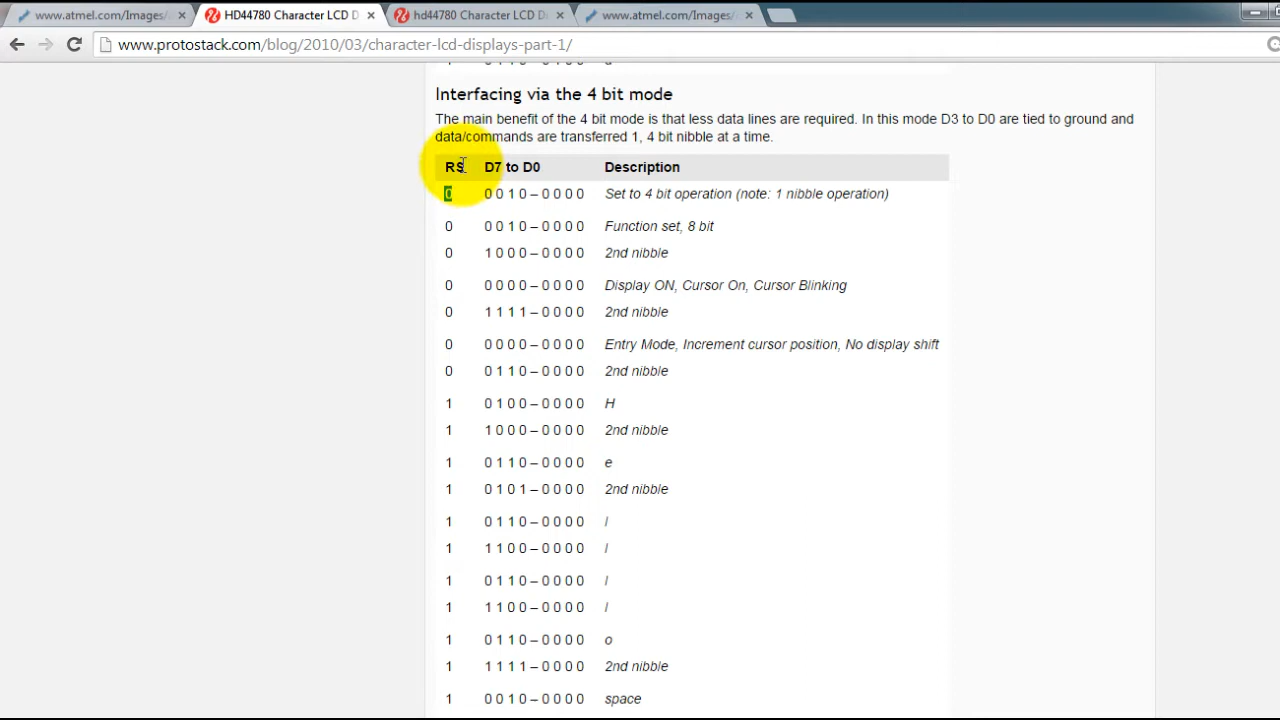 www.atmel.com/Images/
HD44780 Character LCD D
hd44780 Character LCD D
www.atmel.com/Images/
www.protostack.com/blog/2010/03/character-lcd-displays-part-1/
Interfacing via the 4 bit mode
The main benefit of the 4 bit mode is that less data lines are required. In this mode D3 to D0 are tied to ground and
data/commands are transferred 1, 4 bit nibble at a time.
RS D7 to D0 Description
0 0 0 1 0 – 0 0 0 0 Set to 4 bit operation (note: 1 nibble operation)
0 0 0 1 0 – 0 0 0 0 Function set, 8 bit
0 1 0 0 0 – 0 0 0 0 2nd nibble
0 0 0 0 0 – 0 0 0 0 Display ON, Cursor On, Cursor Blinking
0 1 1 1 1 – 0 0 0 0 2nd nibble
0 0 0 0 0 – 0 0 0 0 Entry Mode, Increment cursor position, No display shift
0 0 1 1 0 – 0 0 0 0 2nd nibble
1 0 1 0 0 – 0 0 0 0 H
1 1 0 0 0 – 0 0 0 0 2nd nibble
1 0 1 1 0 – 0 0 0 0 e
1 0 1 0 1 – 0 0 0 0 2nd nibble
1 0 1 1 0 – 0 0 0 0 l
1 1 1 0 0 – 0 0 0 0 l
1 0 1 1 0 – 0 0 0 0 l
1 1 1 0 0 – 0 0 0 0 l
1 0 1 1 0 – 0 0 0 0 o
1 1 1 1 1 – 0 0 0 0 2nd nibble
1 0 0 1 0 – 0 0 0 0 space